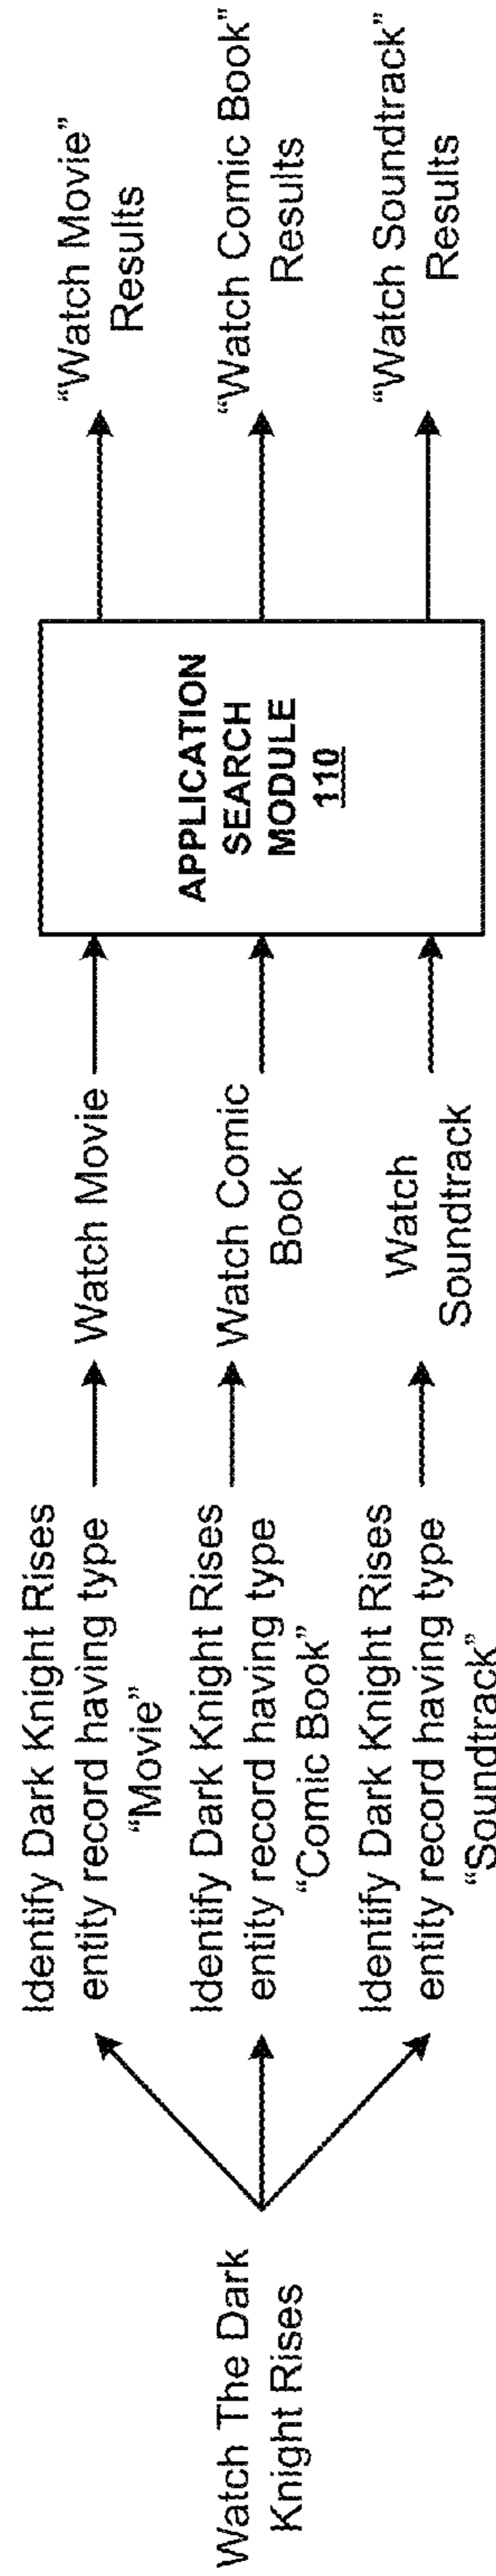 Watch The Dark
Knight Rises
Identify Dark Knight Rises
entity record having type
“Movie”
Identify Dark Knight Rises
entity record having type
“Comic Book”
Identify Dark Knight Rises
entity record having type
“Soundtrack”
Watch Movie
Watch Comic
Book
Watch
Soundtrack
APPLICATION
SEARCH
MODULE
110
“Watch Movie”
Results
“Watch Comic Book”
Results
“Watch Soundtrack”
Results